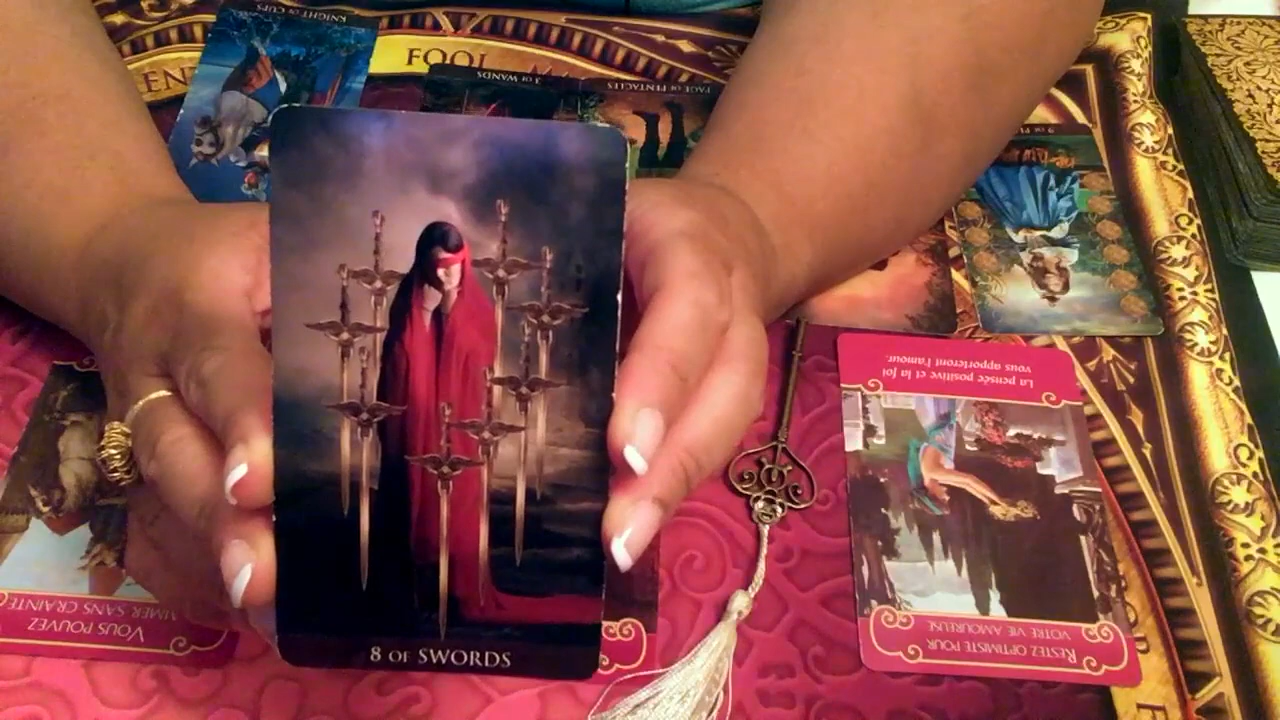 KNIGHT OF CUPS
FOOL
3 OF WANDS
PAGE OF PENTACLES
La pensée positive et la foi
vous apporteront l'amour.
8 OF SWORDS
VOUS POUVEZ
SANS CRAINTE
RESTEZ OPTIMISTE POUR
VOTRE VIE AMOUREUSE